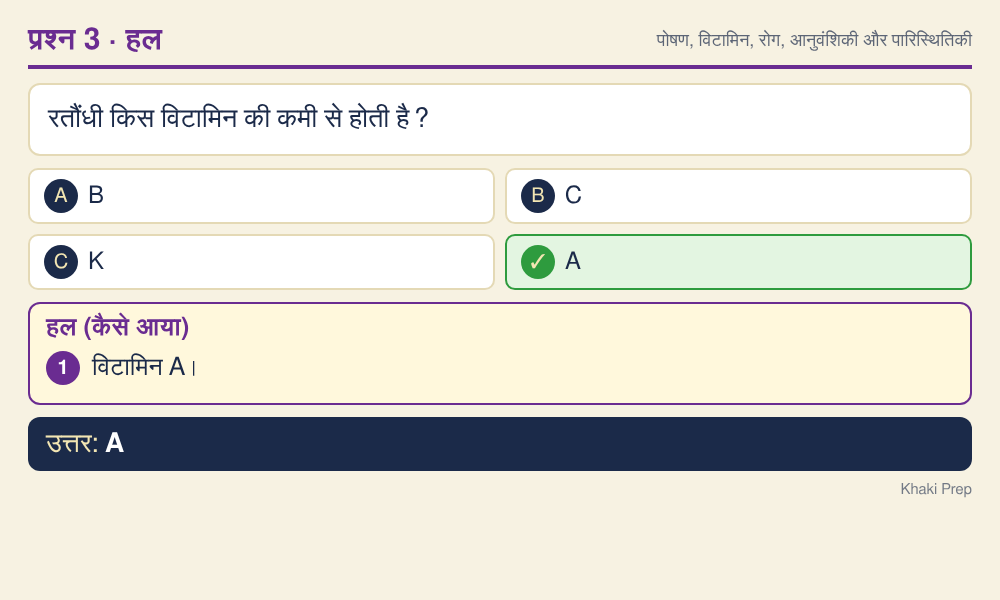 प्रश्न 3 · हल
पोषण, विटामिन, रोग, आनुवंशिकी और पारिस्थितिकी
रतौंधी किस विटामिन की कमी से होती है ?
A B
B C
C K
✓ A
हल (कैसे आया)
1 विटामिन A।
उत्तर: A
Khaki Prep